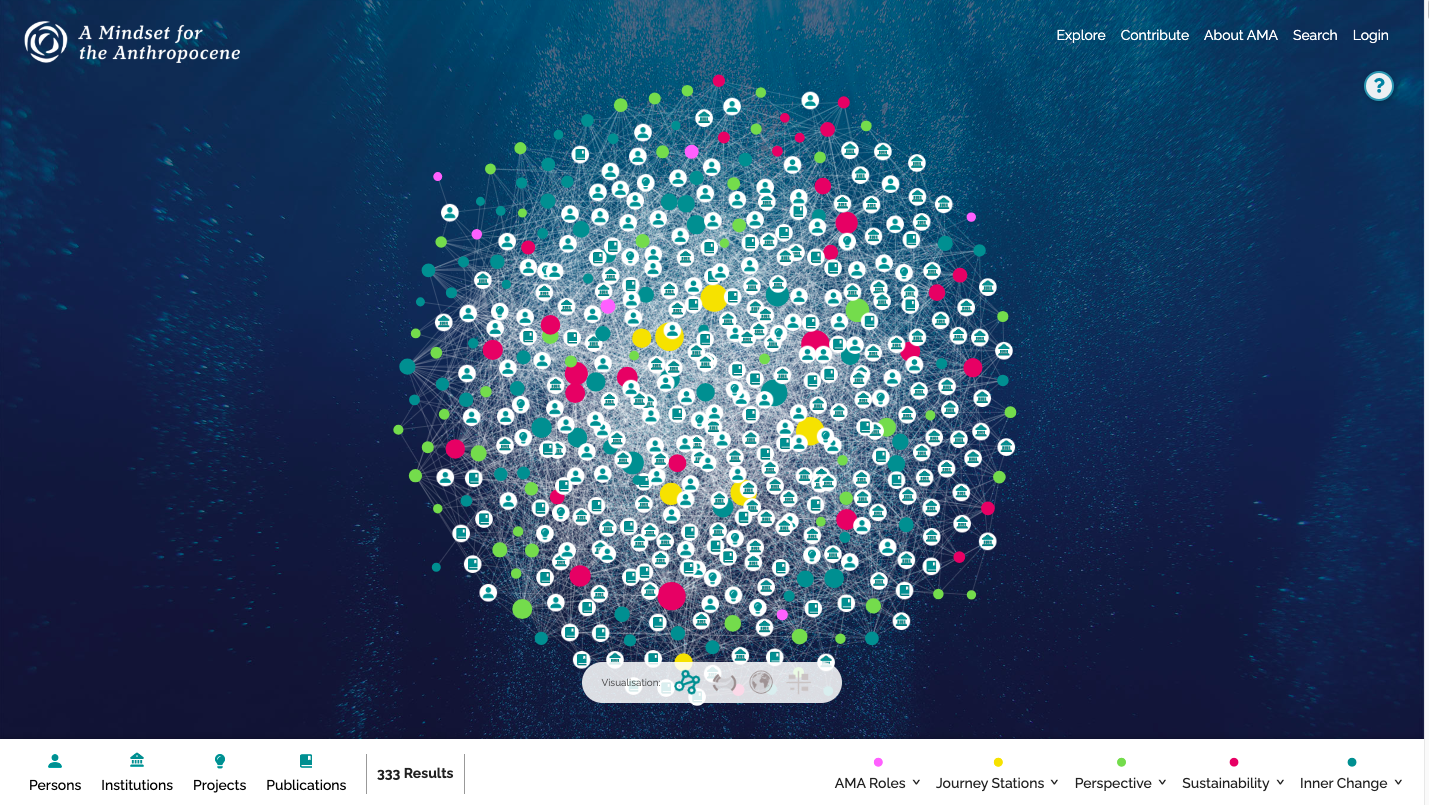 A Mindset for
the Anthropocene
Explore Contribute About AMA Search Login
?
Visualisation:
Persons Institutions Projects Publications
333 Results
AMA Roles Journey Stations Perspective Sustainability Inner Change